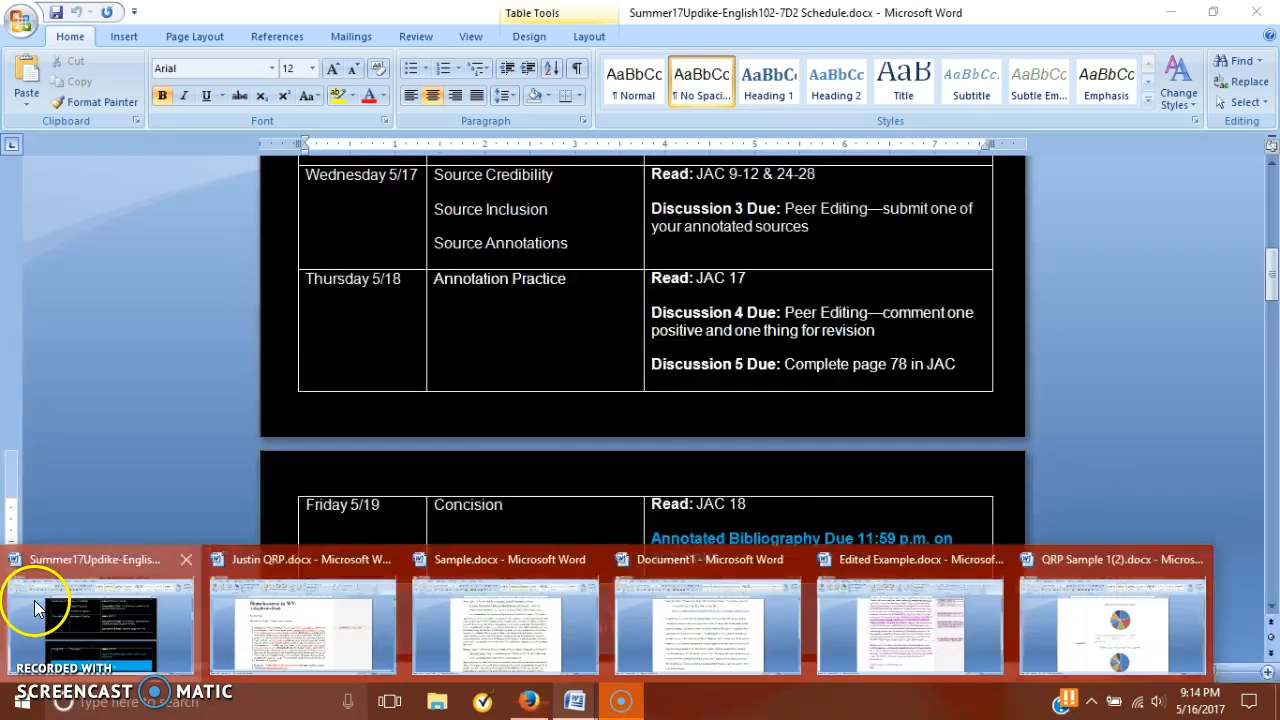 Table Tools
Summer17Updike-English102-7D2 Schedule.docx - Microsoft Word
Home
Insert
Page Layout
References
Mailings
Review
View
Design
Layout
Paste
Cut
Copy
Format Painter
Clipboard
Arial
12
Font
Paragraph
AaBbCc
¶ Normal
AaBbCc
¶ No Spaci...
AaBbCc
Heading 1
AaBbCc
Heading 2
AaB
Title
AaBbCc
Subtitle
AaBbCc
Subtle Em...
AaBbCc
Emphasis
Change Styles
Styles
Find
Replace
Select
Editing
1 2 3 4 5 6 7
Wednesday 5/17
Source Credibility
Source Inclusion
Source Annotations
Read: JAC 9-12 & 24-28
Discussion 3 Due: Peer Editing—submit one of
your annotated sources
Thursday 5/18
Annotation Practice
Read: JAC 17
Discussion 4 Due: Peer Editing—comment one
positive and one thing for revision
Discussion 5 Due: Complete page 78 in JAC
Friday 5/19
Concision
Read: JAC 18
Annotated Bibliography Due 11:59 p.m. on
Summer17Updike-Englis...
Justin QRP.docx - Microsoft W...
Sample.docx - Microsoft Word
Document1 - Microsoft Word
Edited Example.docx - Microsof...
QRP Sample 1(2).docx - Micros...
RECORDED WITH
SCREENCAST MATIC
9:14 PM
5/16/2017